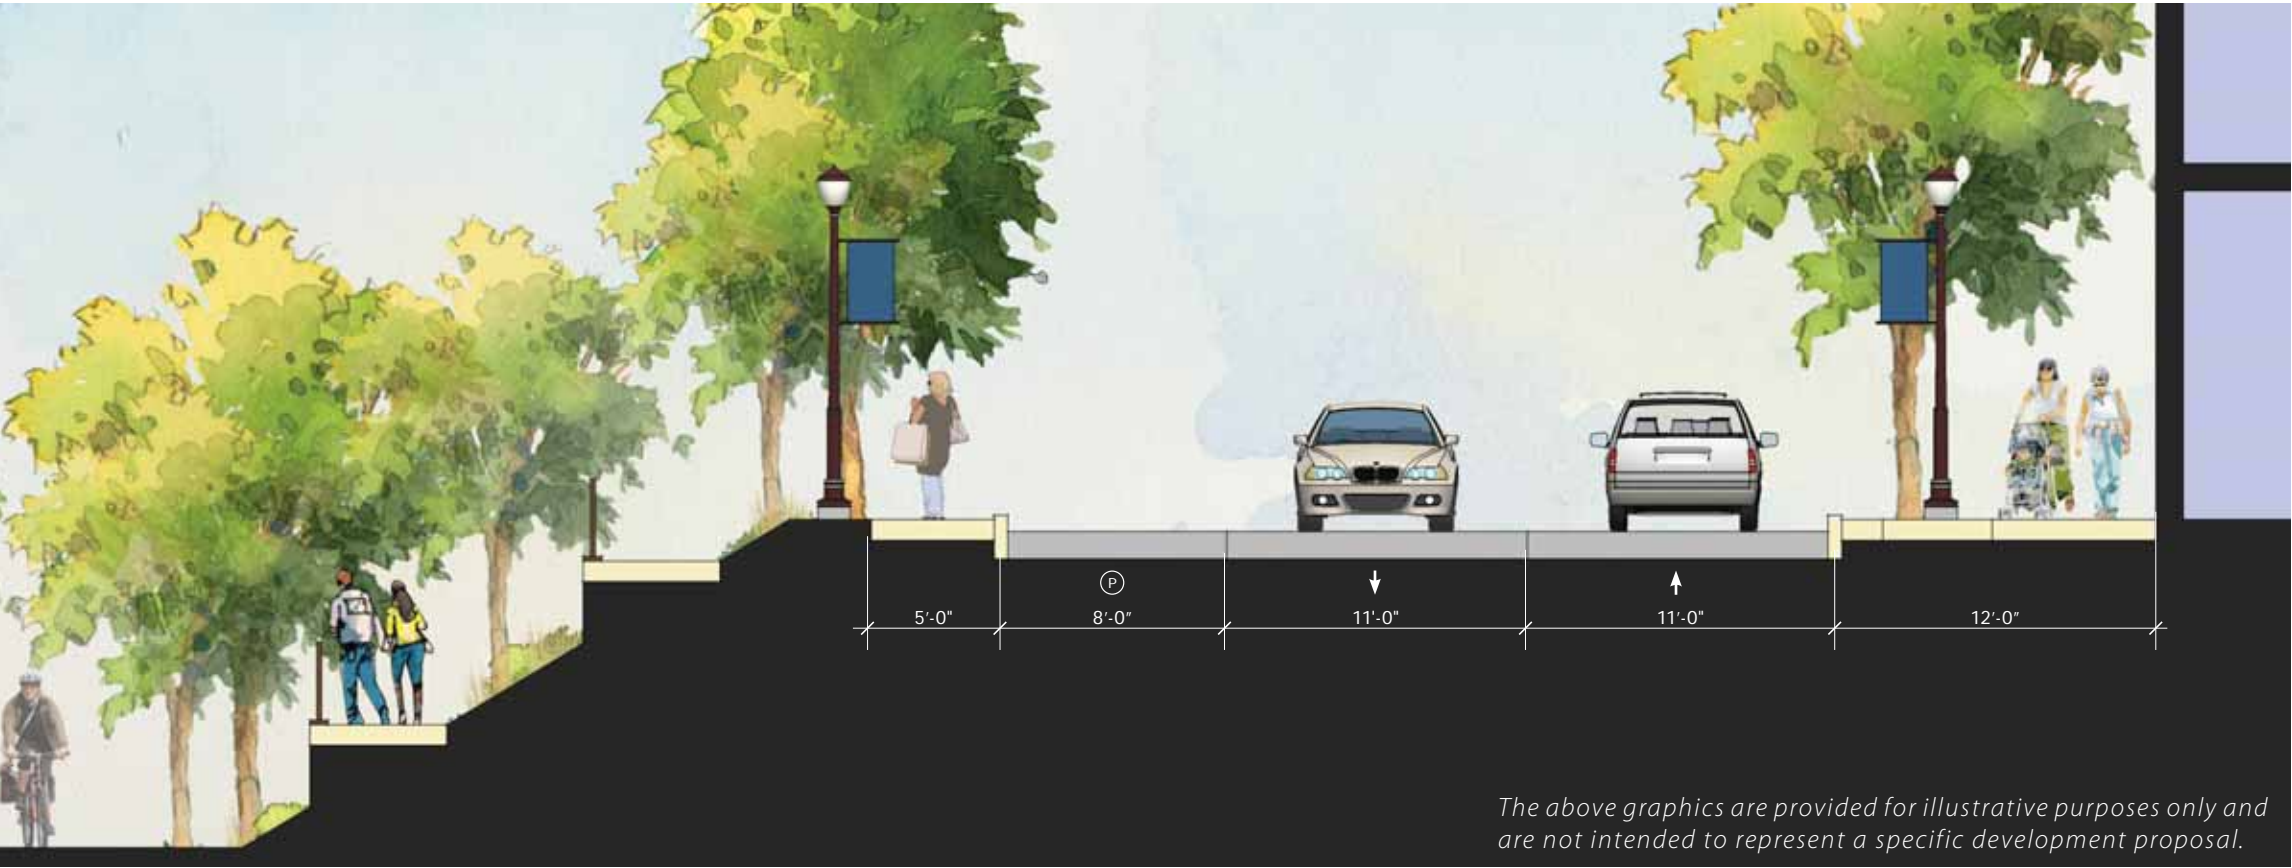 P
5'-0"
8'-0"
11'-0"
11'-0"
12'-0"
The above graphics are provided for illustrative purposes only and
are not intended to represent a specific development proposal.